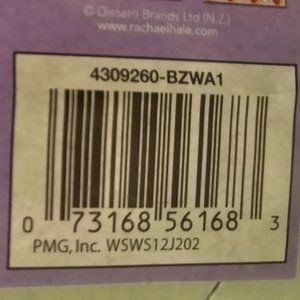 © Dissero Brands Ltd (N.Z.)
www.rachaelhale.com
4309260-BZWA1
0 73168 56168 3
PMG, Inc. WSWS12J202